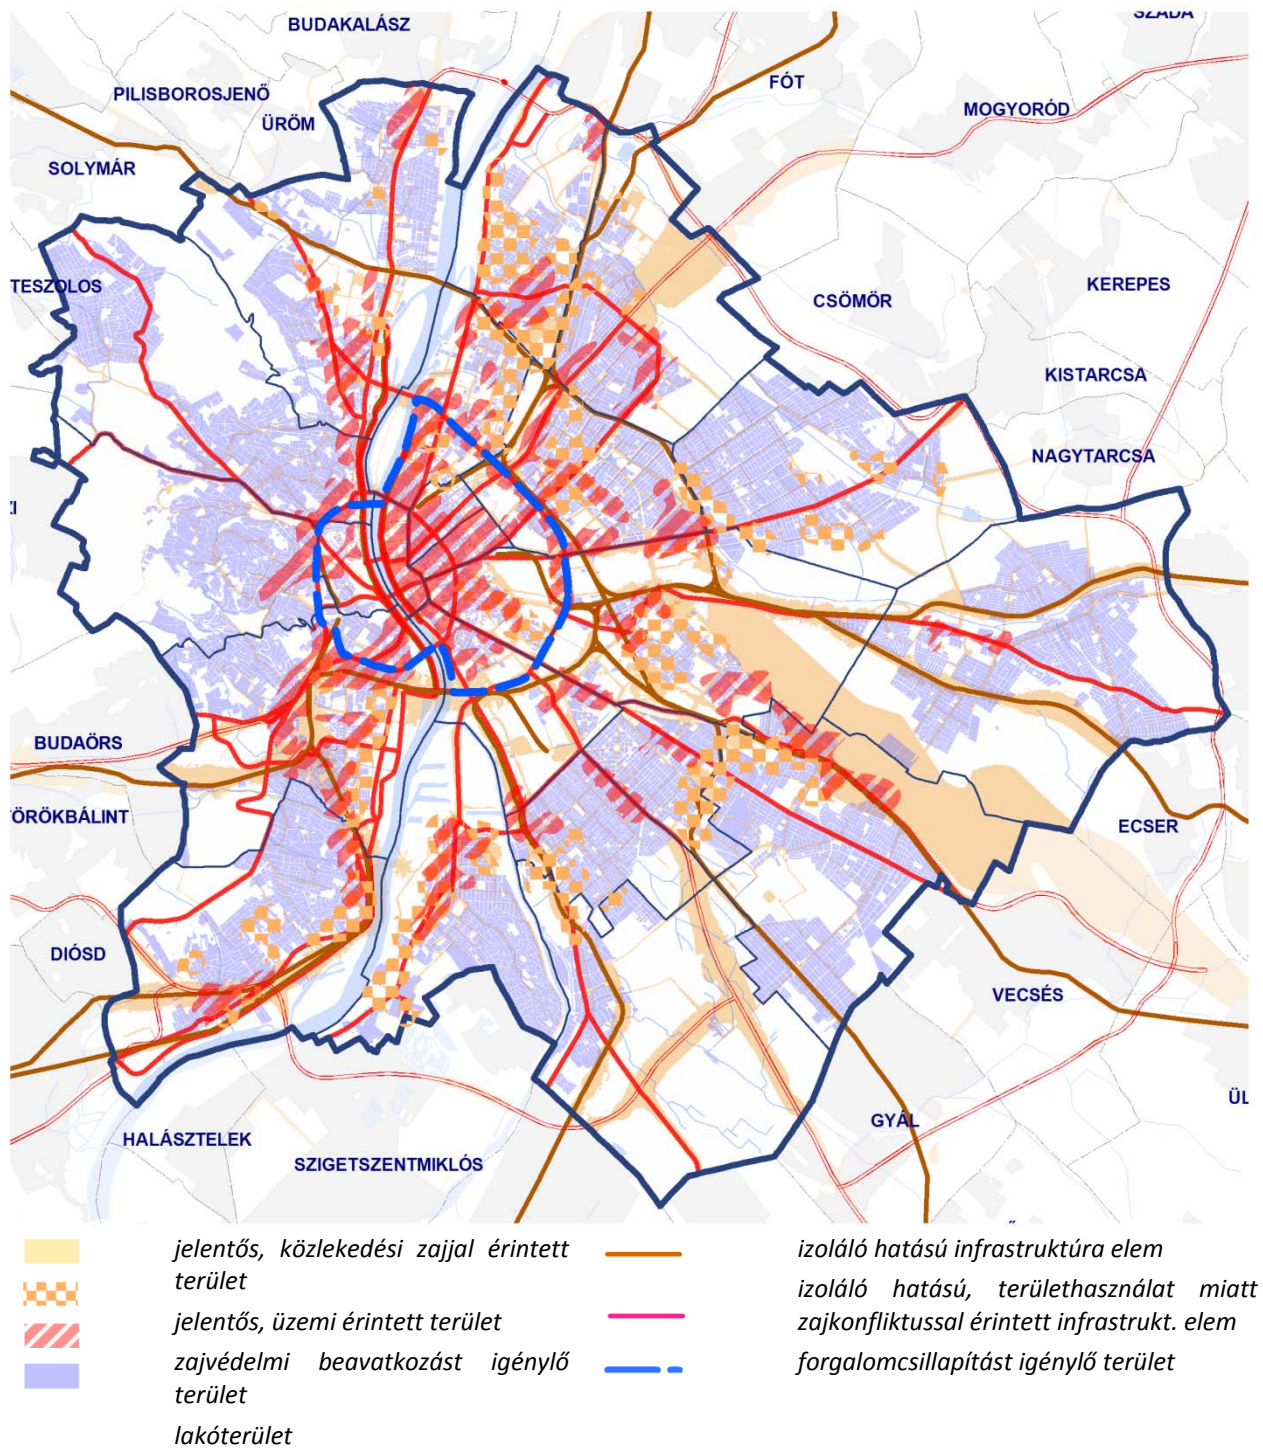 SZADA
BUDAKALÁSZ
FÓT
PILISBOROSJENŐ
MOGYORÓD
ÜRÖM
SOLYMÁR
TESZOLOS
KEREPES
CSÖMÖR
KISTARCSA
NAGYTARCSA
ZI
BUDAÖRS
TÖRÖKBÁLINT
ECSER
DIÓSD
VECSÉS
ÜL
GYÁL
HALÁSZTELEK
SZIGETSZENTMIKLÓS
jelentős, közlekedési zajjal érintett
terület
jelentős, üzemi érintett terület
zajvédelmi beavatkozást igénylő
terület
lakóterület
izoláló hatású infrastruktúra elem
izoláló hatású, területhasználat miatt
zajkonfliktussal érintett infrastrukt. elem
forgalomcsillapítást igénylő terület